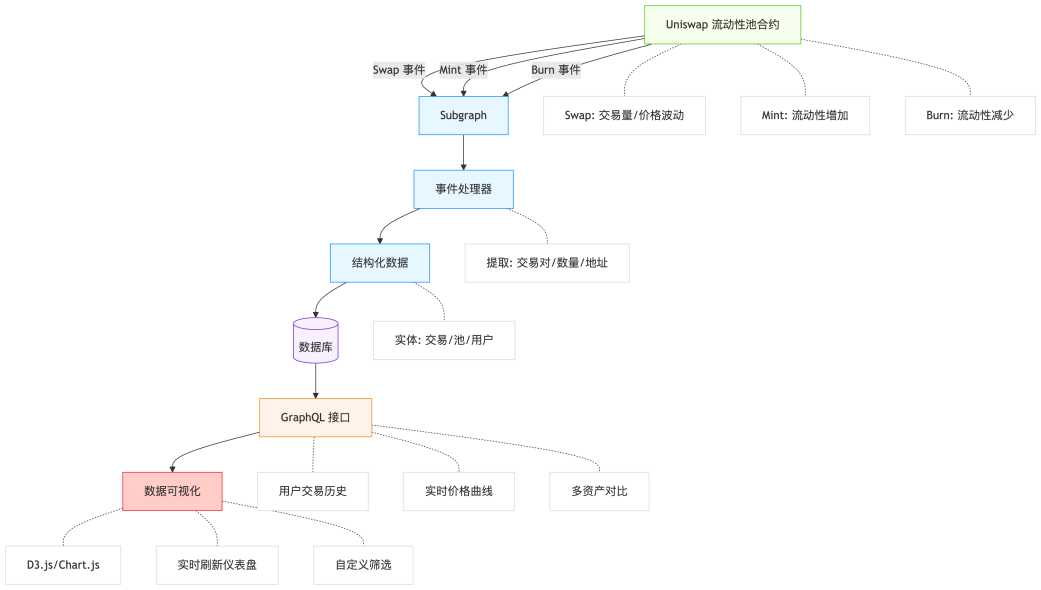 Uniswap 流动性池合约
Swap 事件
Mint 事件
Burn 事件
Subgraph
Swap: 交易量/价格波动
Mint: 流动性增加
Burn: 流动性减少
事件处理器
结构化数据
提取: 交易对/数量/地址
数据库
实体: 交易/池/用户
GraphQL 接口
数据可视化
用户交易历史
实时价格曲线
多资产对比
D3.js/Chart.js
实时刷新仪表盘
自定义筛选